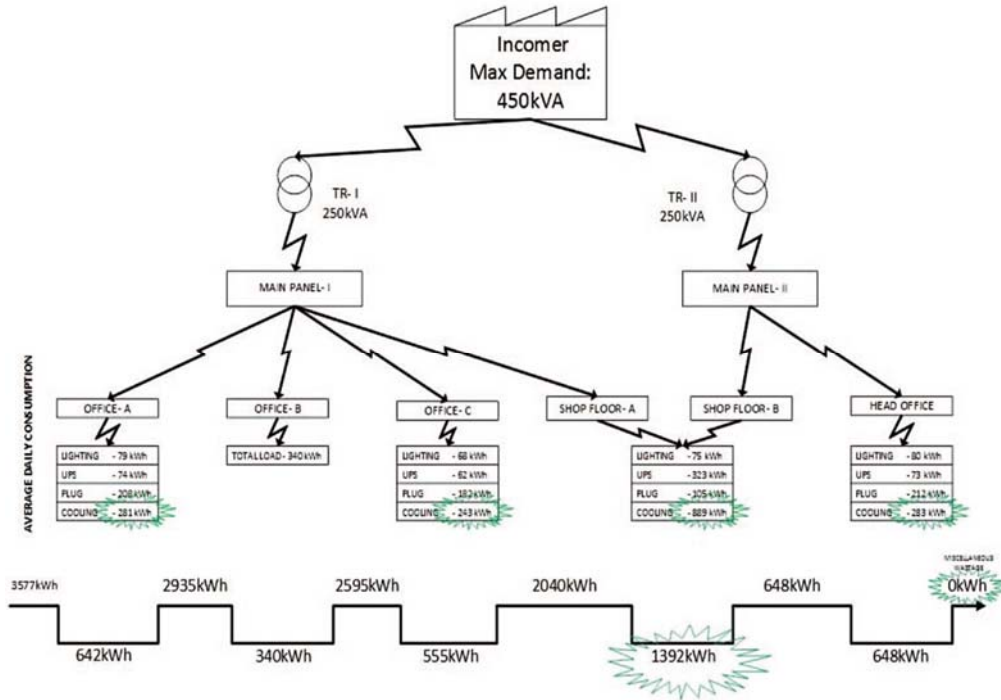 Incomer
Max Demand:
450kVA
TR- I
250kVA
TR- II
250kVA
MAIN PANEL- I
MAIN PANEL- II
AVERAGE DAILY CONSUMPTION
OFFICE- A
OFFICE- B
OFFICE- C
SHOP FLOOR- A
SHOP FLOOR- B
HEAD OFFICE
LIGHTING - 79 kWh
UPS - 74 kWh
PLUG - 208 kWh
COOLING - 281 kWh
TOTAL LOAD - 340 kWh
LIGHTING - 68 kWh
UPS - 62 kWh
PLUG - 182 kWh
COOLING - 243 kWh
LIGHTING - 75 kWh
UPS - 323 kWh
PLUG - 105 kWh
COOLING - 889 kWh
LIGHTING - 80 kWh
UPS - 73 kWh
PLUG - 212 kWh
COOLING - 283 kWh
MISCELLANEOUS
WASTAGE
3577kWh
2935kWh
2595kWh
2040kWh
648kWh
0kWh
642kWh
340kWh
555kWh
1392kWh
648kWh